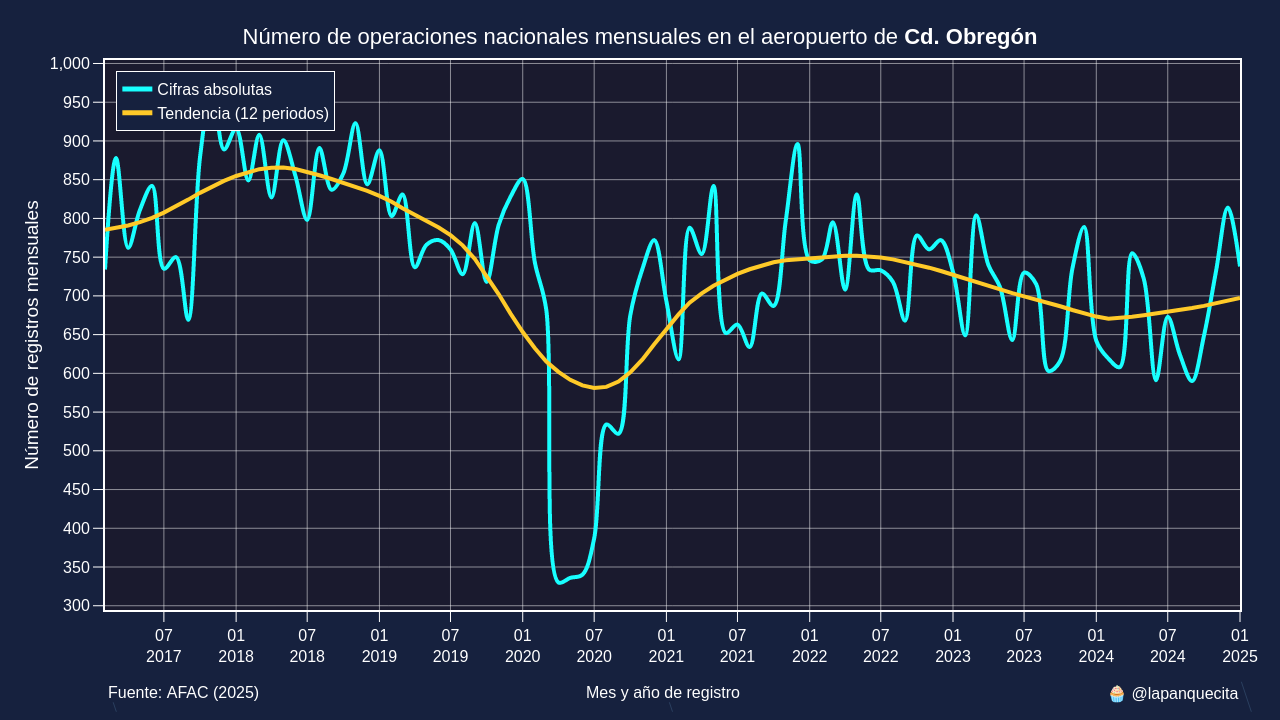 Número de operaciones nacionales mensuales en el aeropuerto de Cd. Obregón
Cifras absolutas
Tendencia (12 periodos)
Número de registros mensuales
1,000
950
900
850
800
750
700
650
600
550
500
450
400
350
300
07 01 07 01 07 01 07 01 07 01 07 01 07 01 07 01
2017 2018 2018 2019 2019 2020 2020 2021 2021 2022 2022 2023 2023 2024 2024 2025
Fuente: AFAC (2025)
Mes y año de registro
🧁 @lapanquecita